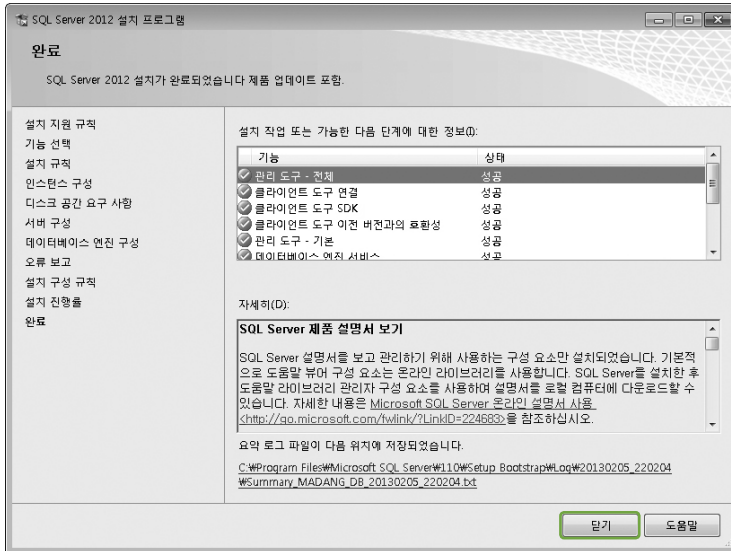 SQL Server 2012 설치 프로그램
완료
SQL Server 2012 설치가 완료되었습니다 제품 업데이트 포함.
설치 지원 규칙
기능 선택
설치 규칙
인스턴스 구성
디스크 공간 요구 사항
서버 구성
데이터베이스 엔진 구성
오류 보고
설치 구성 규칙
설치 진행률
완료
설치 작업 또는 가능한 다음 단계에 대한 정보(I):
기능 상태
관리 도구 - 전체 성공
클라이언트 도구 연결 성공
클라이언트 도구 SDK 성공
클라이언트 도구 이전 버전과의 호환성 성공
관리 도구 - 기본 성공
데이터베이스 엔진 서비스 성공
자세히(D):
SQL Server 제품 설명서 보기
SQL Server 설명서를 보고 관리하기 위해 사용하는 구성 요소만 설치되었습니다. 기본적
으로 도움말 뷰어 구성 요소는 온라인 라이브러리를 사용합니다. SQL Server를 설치한 후
도움말 라이브러리 관리자 구성 요소를 사용하여 설명서를 로컬 컴퓨터에 다운로드할 수
있습니다. 자세한 내용은 Microsoft SQL Server 온라인 설명서 사용
<http://go.microsoft.com/fwlink/?LinkID=224683>을 참조하십시오.
요약 로그 파일이 다음 위치에 저장되었습니다.
C:₩Program Files₩Microsoft SQL Server₩110₩Setup Bootstrap₩Log₩20130205_220204
₩Summary_MADANG_DB_20130205_220204.txt
닫기
도움말